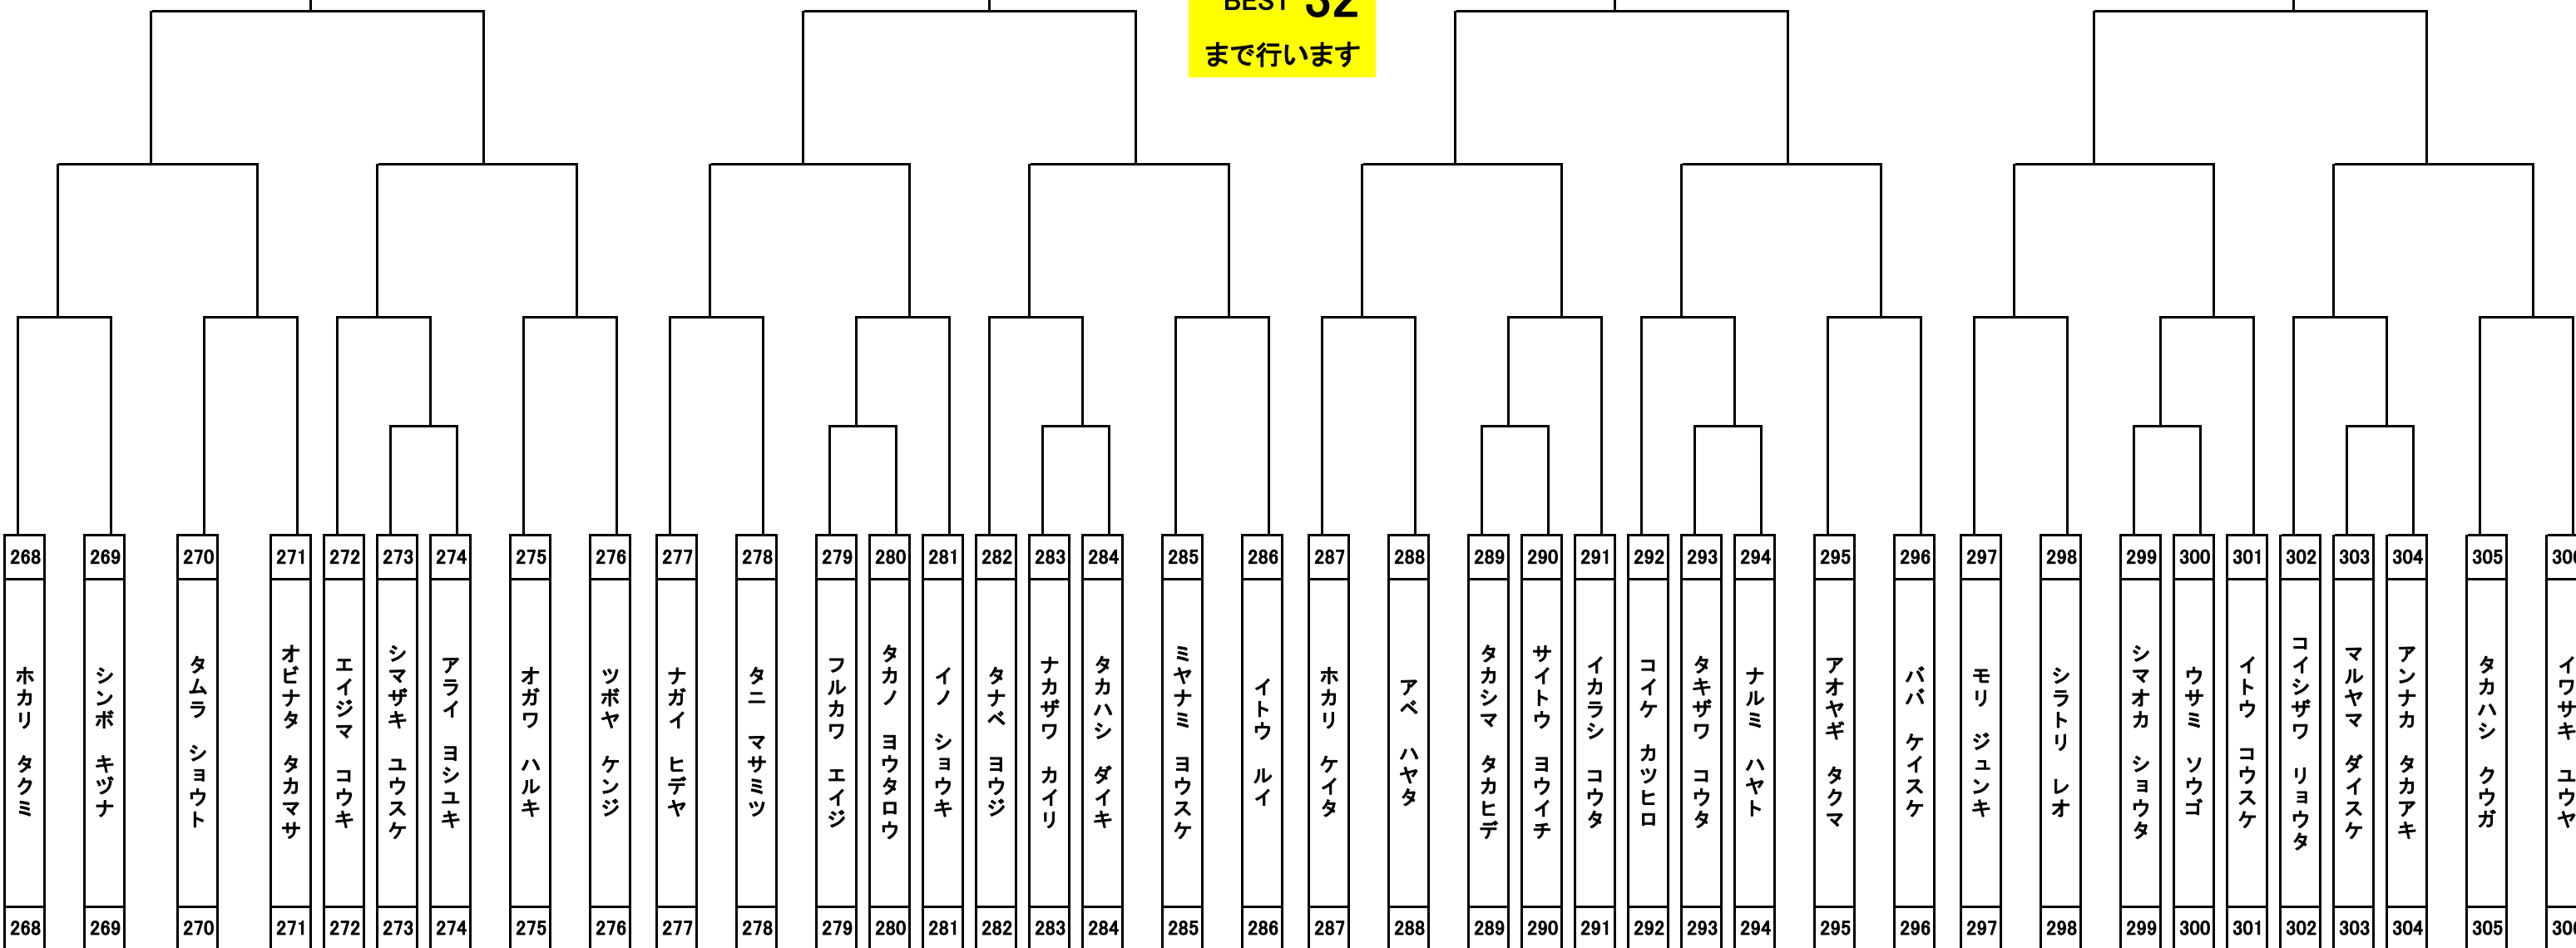 BEST 32
まで行います
268 269 270 271 272 273 274 275 276 277 278 279 280 281 282 283 284 285 286 287 288 289 290 291 292 293 294 295 296 297 298 299 300 301 302 303 304 305
ホカリ タクミ
シンボ キヅナ
タムラ ショウト
オビナタ タカマサ
エイジマ コウキ
シマザキ ユウスケ
アライ ヨシユキ
オガワ ハルキ
ツボヤ ケンジ
ナガイ ヒデヤ
タニ マサミツ
フルカワ エイジ
タカノ ヨウタロウ
イノ ショウキ
タナベ ヨウジ
ナカザワ カイリ
タカハシ ダイキ
ミヤナミ ヨウスケ
イトウ ルイ
ホカリ ケイタ
アベ ハヤタ
タカシマ タカヒデ
サイトウ ヨウイチ
イカラシ コウタ
コイケ カツヒロ
タキザワ コウタ
ナルミ ハヤト
アオヤギ タクマ
ババ ケイスケ
モリ ジュンキ
シラトリ レオ
シマオカ ショウタ
ウサミ ソウゴ
イトウ コウスケ
コイシザワ リョウタ
マルヤマ ダイスケ
アンナカ タカアキ
タカハシ クウガ
イワサキ ユウヤ
268 269 270 271 272 273 274 275 276 277 278 279 280 281 282 283 284 285 286 287 288 289 290 291 292 293 294 295 296 297 298 299 300 301 302 303 304 305